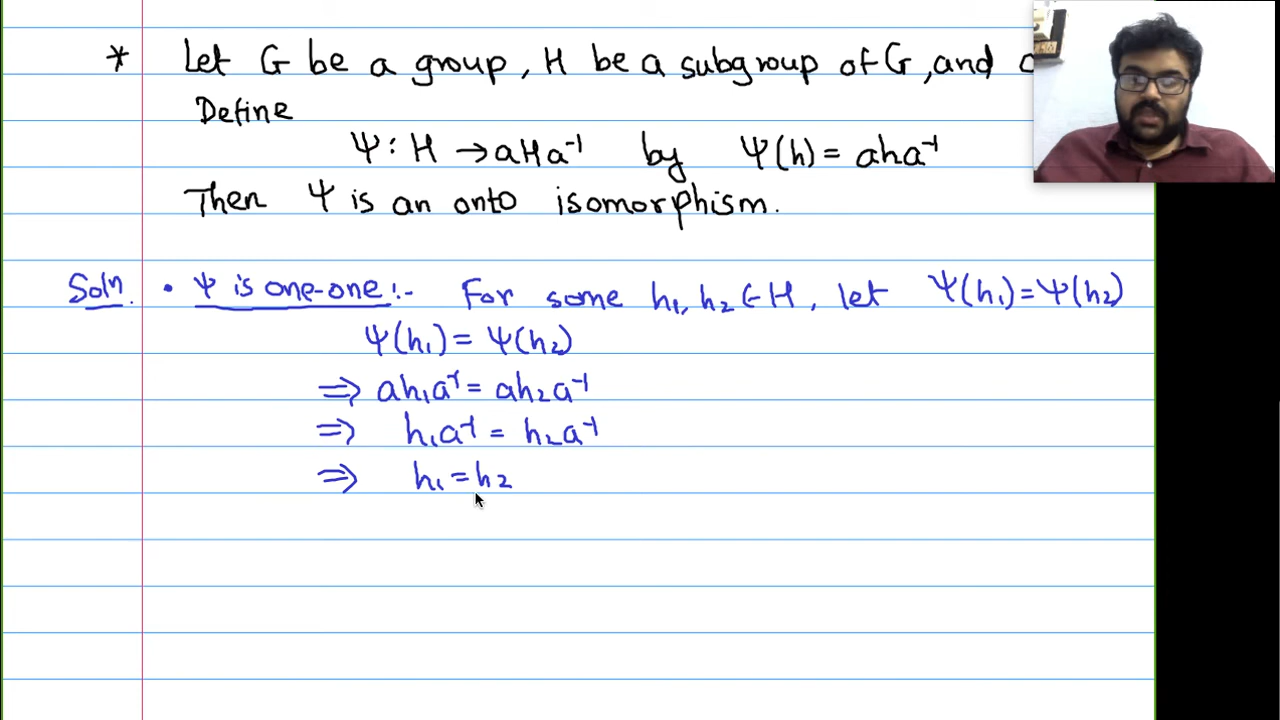 * Let G be a group, H be a subgroup of G, and
Define
Ψ : H → aHa⁻¹ by Ψ(h) = aha⁻¹
Then Ψ is an onto isomorphism.
Soln. • Ψ is one-one :- For some h₁, h₂ ∈ H, let Ψ(h₁) = Ψ(h₂)
Ψ(h₁) = Ψ(h₂)
⇒ ah₁a⁻¹ = ah₂a⁻¹
⇒ h₁a⁻¹ = h₂a⁻¹
⇒ h₁ = h₂